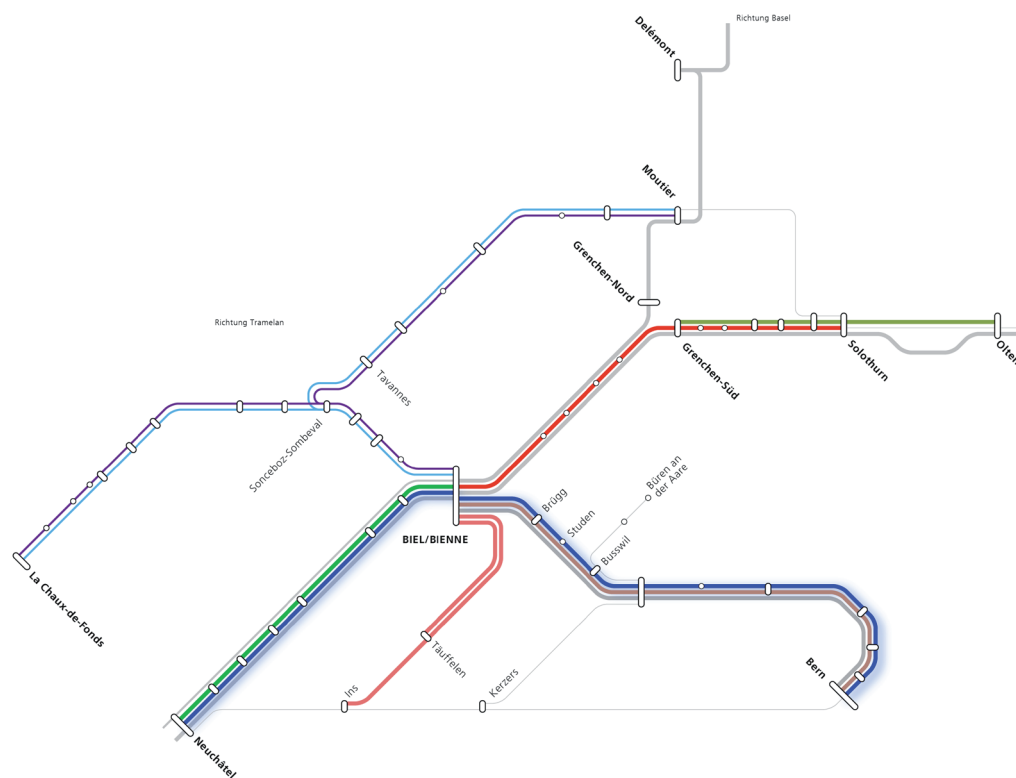 Richtung Basel
Delémont
Moutier
Grenchen-Nord
Richtung Tramelan
Grenchen-Süd
Solothurn
Tavannes
Sonceboz-Sombeval
Büren an
der Aare
Brügg
Studen
Busswil
BIEL/BIENNE
La Chaux-de-Fonds
Täuffelen
Bern
Kerzers
Ins
Neuchâtel